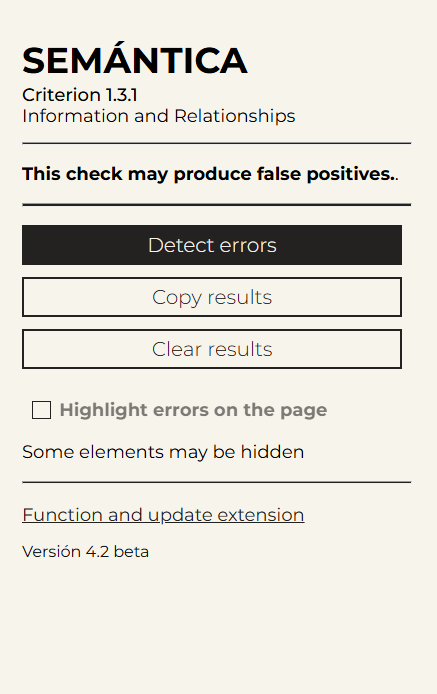 SEMÁNTICA
Criterion 1.3.1
Information and Relationships
This check may produce false positives..
Detect errors
Copy results
Clear results
Highlight errors on the page
Some elements may be hidden
Function and update extension
Versión 4.2 beta